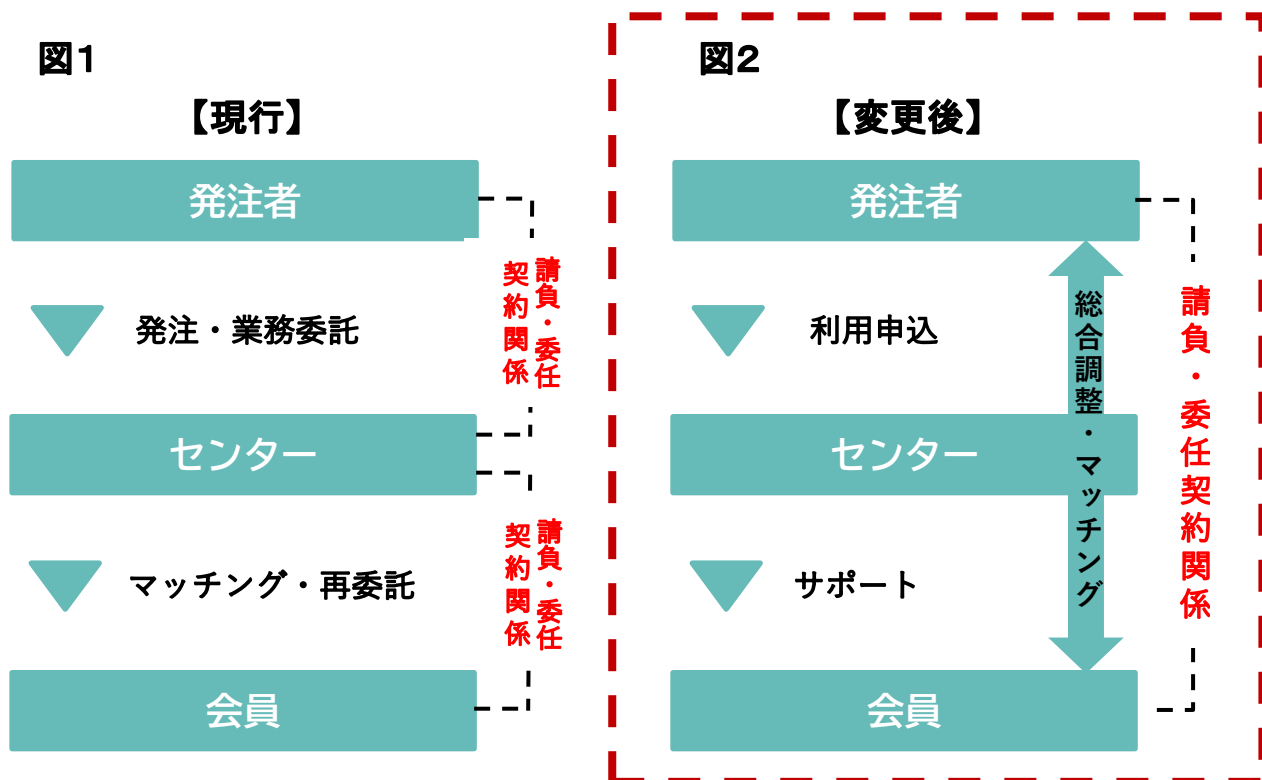 図1
【現行】
発注者
発注・業務委託
請負・委任
契約関係
センター
マッチング・再委託
請負・委任
契約関係
会員
図2
【変更後】
発注者
利用申込
総合調整・マッチング
請負・委任契約関係
センター
サポート
会員